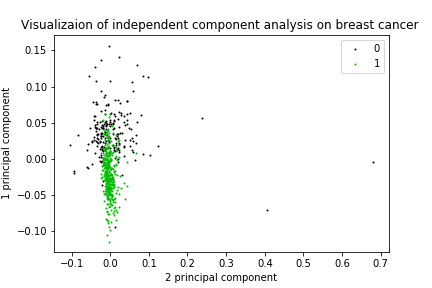 Visualizaion of independent component analysis on breast cancer
0
1
0.15
0.10
0.05
0.00
−0.05
−0.10
1 principal component
−0.1 0.0 0.1 0.2 0.3 0.4 0.5 0.6 0.7
2 principal component